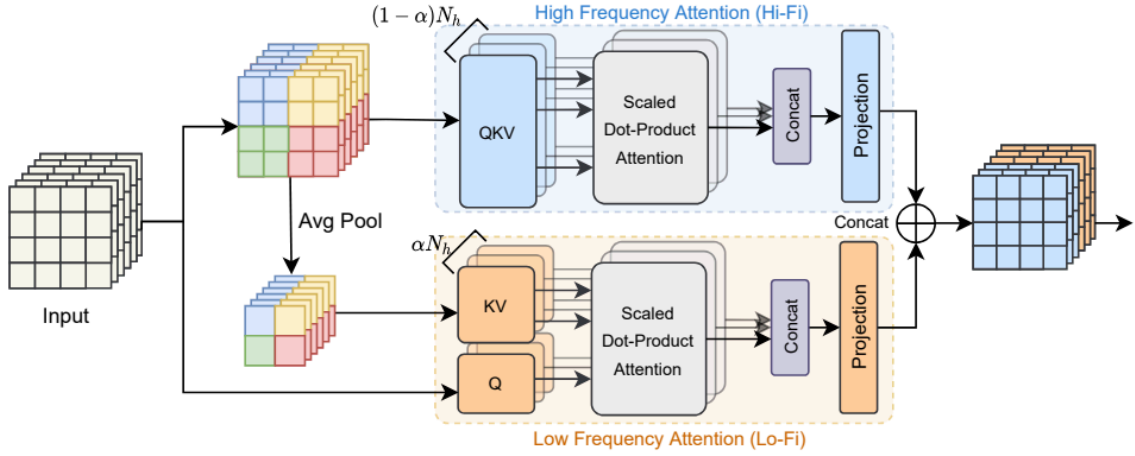 (1 − α)N_h
High Frequency Attention (Hi-Fi)
QKV
Scaled
Dot-Product
Attention
Concat
Projection
Input
Avg Pool
Concat
αN_h
KV
Q
Scaled
Dot-Product
Attention
Concat
Projection
Low Frequency Attention (Lo-Fi)